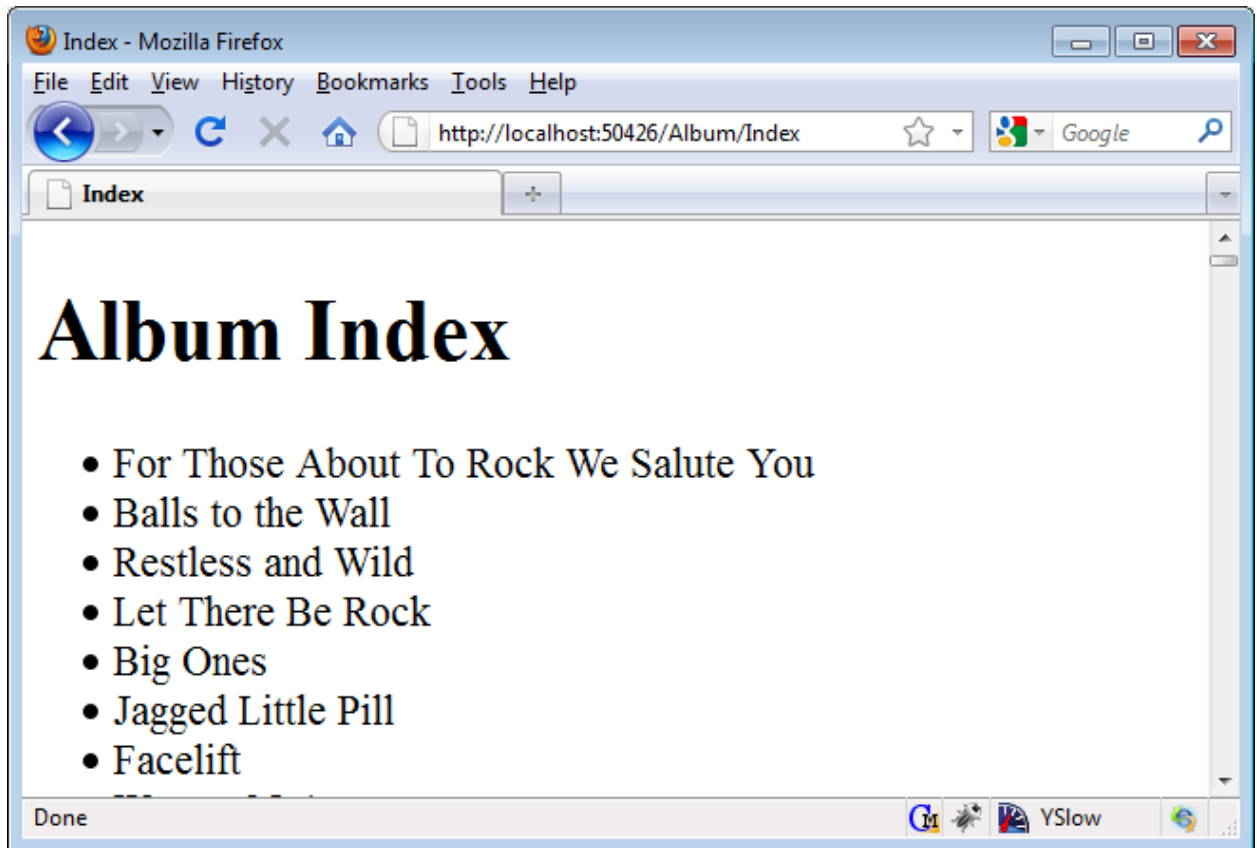 Index - Mozilla Firefox
File Edit View History Bookmarks Tools Help
http://localhost:50426/Album/Index Google
Index
Album Index
• For Those About To Rock We Salute You
• Balls to the Wall
• Restless and Wild
• Let There Be Rock
• Big Ones
• Jagged Little Pill
• Facelift
Done YSlow